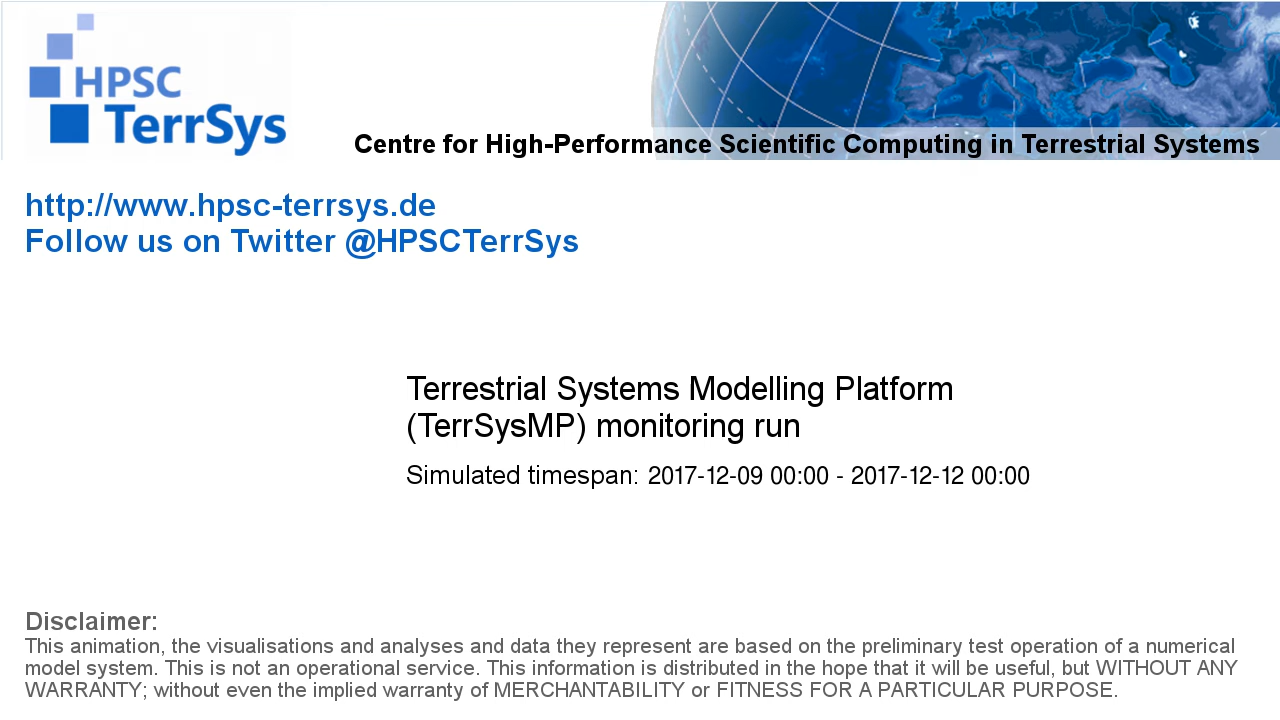 HPSC
TerrSys
Centre for High-Performance Scientific Computing in Terrestrial Systems
http://www.hpsc-terrsys.de
Follow us on Twitter @HPSCTerrSys
Terrestrial Systems Modelling Platform
(TerrSysMP) monitoring run
Simulated timespan: 2017-12-09 00:00 - 2017-12-12 00:00
Disclaimer:
This animation, the visualisations and analyses and data they represent are based on the preliminary test operation of a numerical
model system. This is not an operational service. This information is distributed in the hope that it will be useful, but WITHOUT ANY
WARRANTY; without even the implied warranty of MERCHANTABILITY or FITNESS FOR A PARTICULAR PURPOSE.